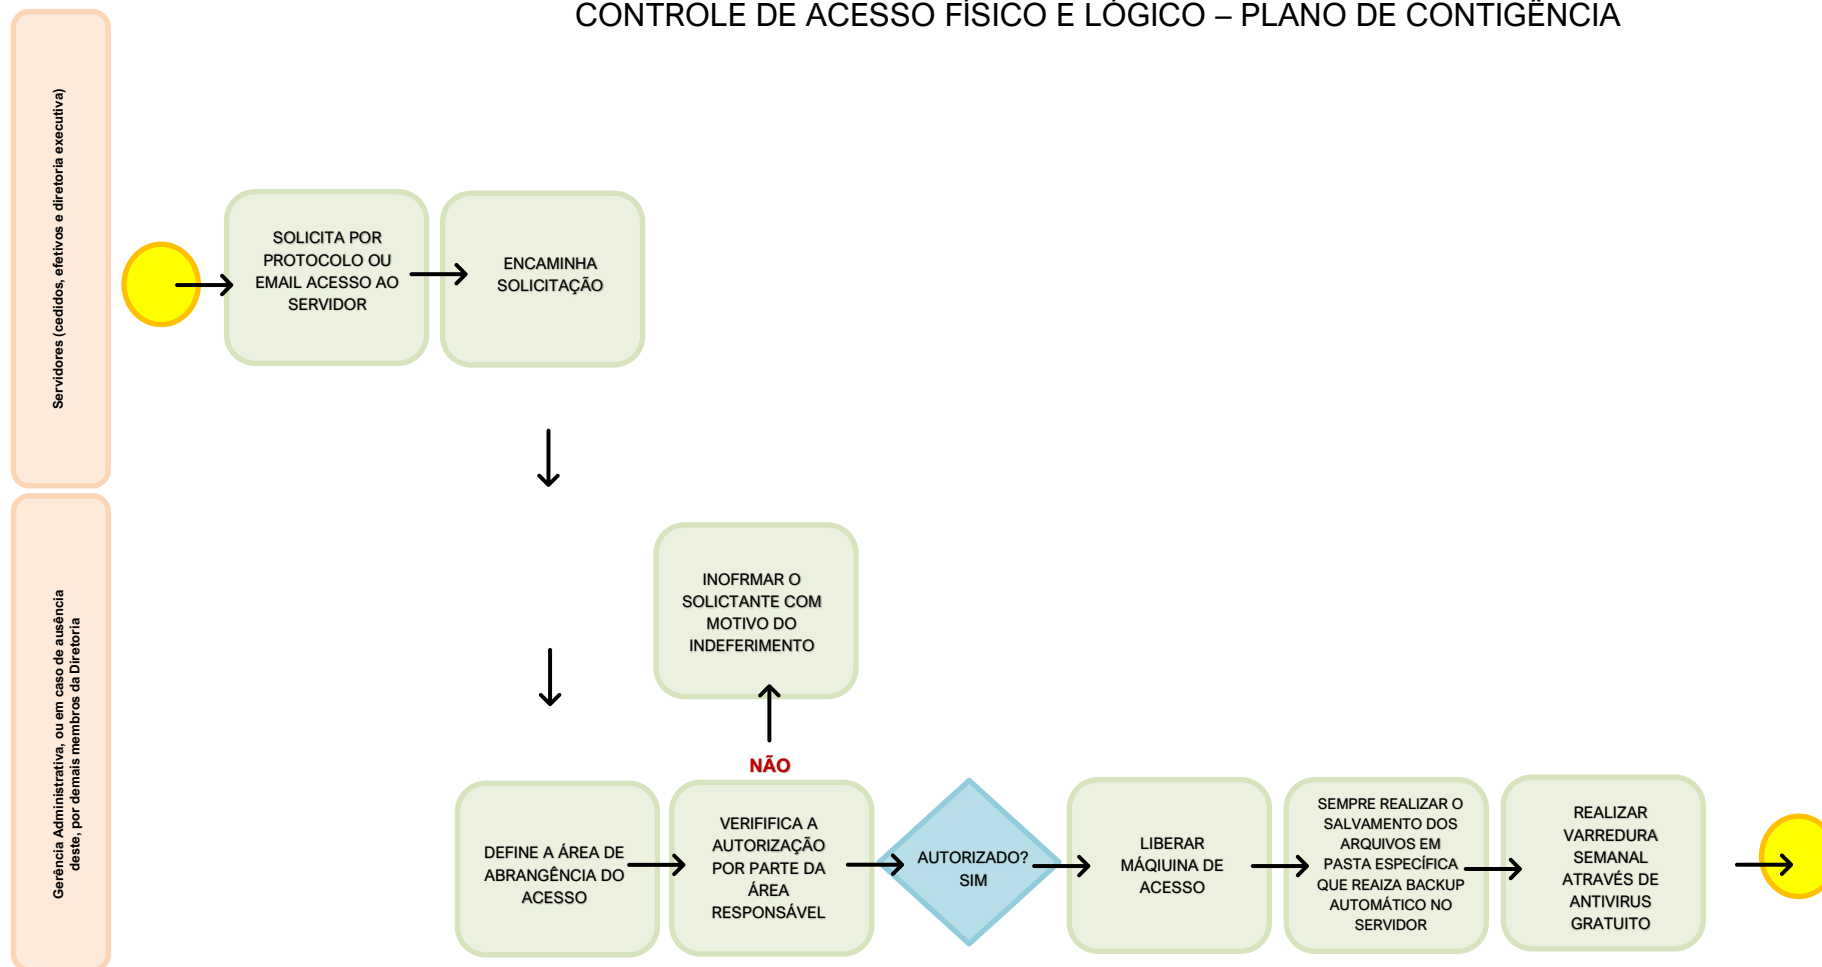 CONTROLE DE ACESSO FÍSICO E LÓGICO – PLANO DE CONTIGÊNCIA
Servidores (cedidos, efetivos e diretoria executiva)
SOLICITA POR
PROTOCOLO OU
EMAIL ACESSO AO
SERVIDOR
ENCAMINHA
SOLICITAÇÃO
Gerência Administrativa, ou em caso de ausência
deste, por demais membros da Diretoria
INOFRMAR O
SOLICTANTE COM
MOTIVO DO
INDEFERIMENTO
NÃO
DEFINE A ÁREA DE
ABRANGÊNCIA DO
ACESSO
VERIFIFICA A
AUTORIZAÇÃO
POR PARTE DA
ÁREA
RESPONSÁVEL
AUTORIZADO?
SIM
LIBERAR
MÁQIUINA DE
ACESSO
SEMPRE REALIZAR O
SALVAMENTO DOS
ARQUIVOS EM
PASTA ESPECÍFICA
QUE REAIZA BACKUP
AUTOMÁTICO NO
SERVIDOR
REALIZAR
VARREDURA
SEMANAL
ATRAVÉS DE
ANTIVIRUS
GRATUITO